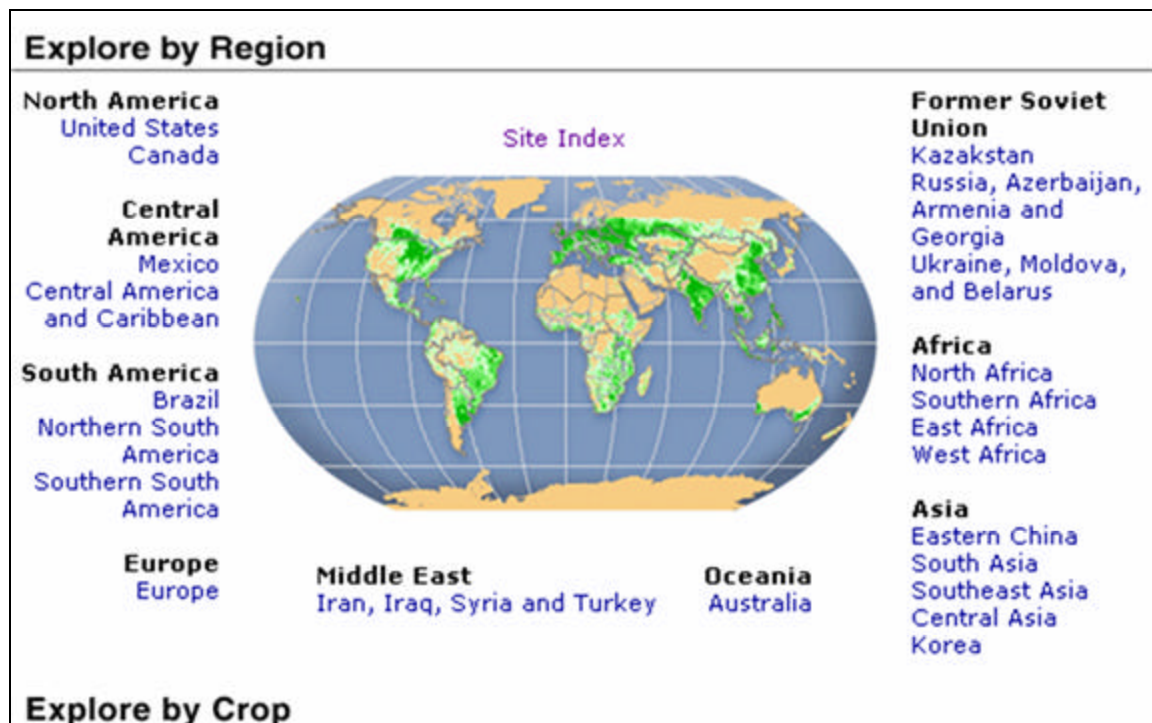 Explore by Region
North America
United States
Canada
Central
America
Mexico
Central America
and Caribbean
South America
Brazil
Northern South
America
Southern South
America
Europe
Europe
Site Index
Middle East
Iran, Iraq, Syria and Turkey
Oceania
Australia
Former Soviet
Union
Kazakstan
Russia, Azerbaijan,
Armenia and
Georgia
Ukraine, Moldova,
and Belarus
Africa
North Africa
Southern Africa
East Africa
West Africa
Asia
Eastern China
South Asia
Southeast Asia
Central Asia
Korea
Explore by Crop